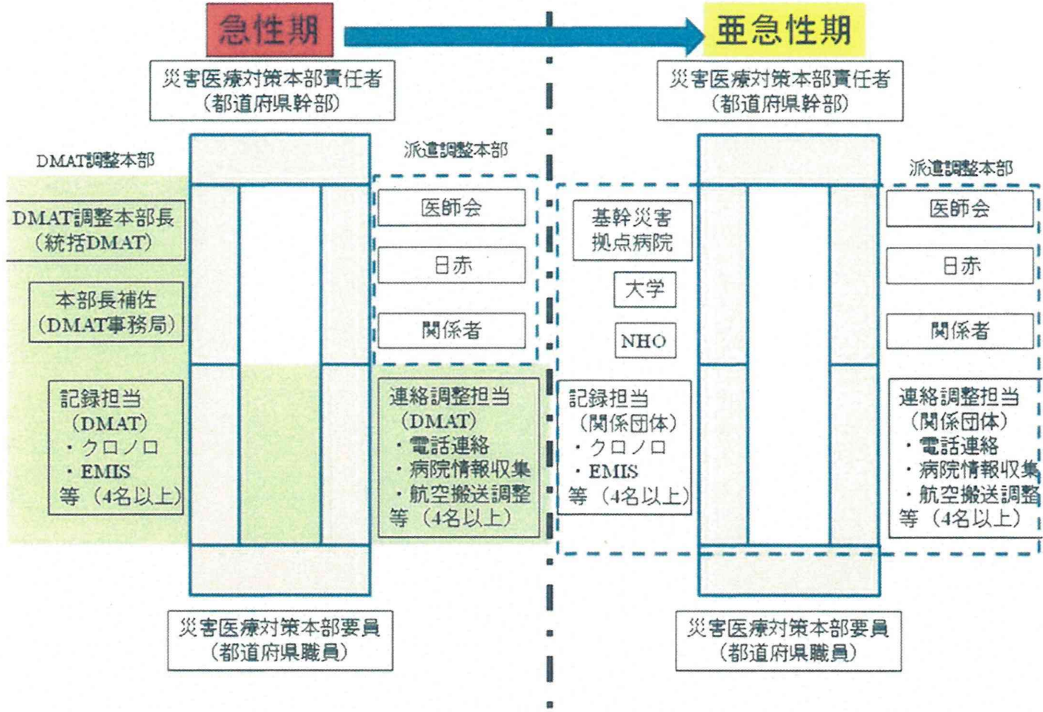 急性期
亜急性期
災害医療対策本部責任者
(都道府県幹部)
DMAT調整本部
派遣調整本部
DMAT調整本部長
(統括DMAT)
本部長補佐
(DMAT事務局)
記録担当
(DMAT)
・クロノロ
・EMIS
等(4名以上)
医師会
日赤
関係者
連絡調整担当
(DMAT)
・電話連絡
・病院情報収集
・航空搬送調整
等(4名以上)
災害医療対策本部要員
(都道府県職員)
災害医療対策本部責任者
(都道府県幹部)
派遣調整本部
基幹災害
拠点病院
大学
NHO
記録担当
(関係団体)
・クロノロ
・EMIS
等(4名以上)
医師会
日赤
関係者
連絡調整担当
(関係団体)
・電話連絡
・病院情報収集
・航空搬送調整
等(4名以上)
災害医療対策本部要員
(都道府県職員)